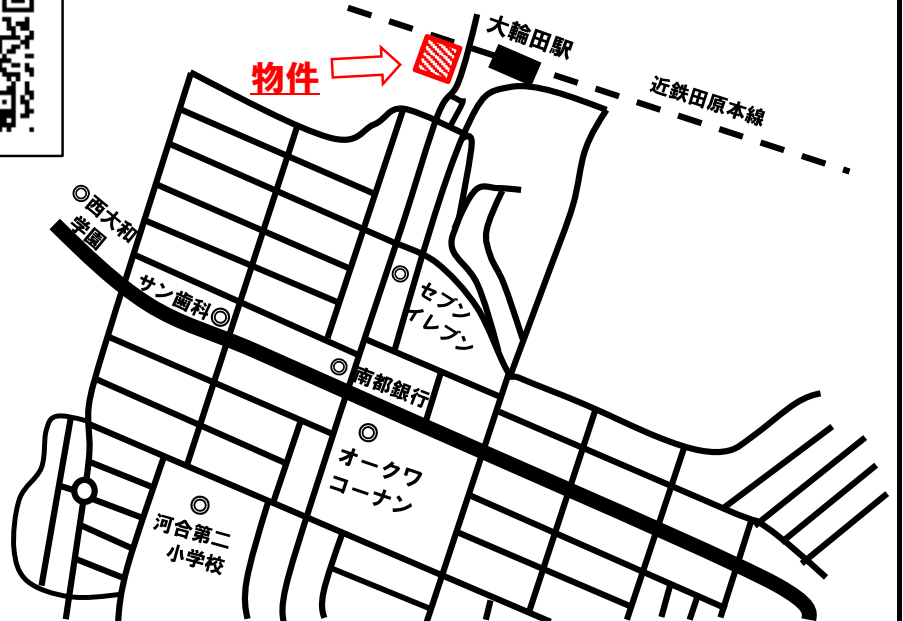 大輪田駅
物件
近鉄田原本線
西大和
学園
サン歯科
セブン
イレブン
南都銀行
オークワ
コーナン
河合第二
小学校